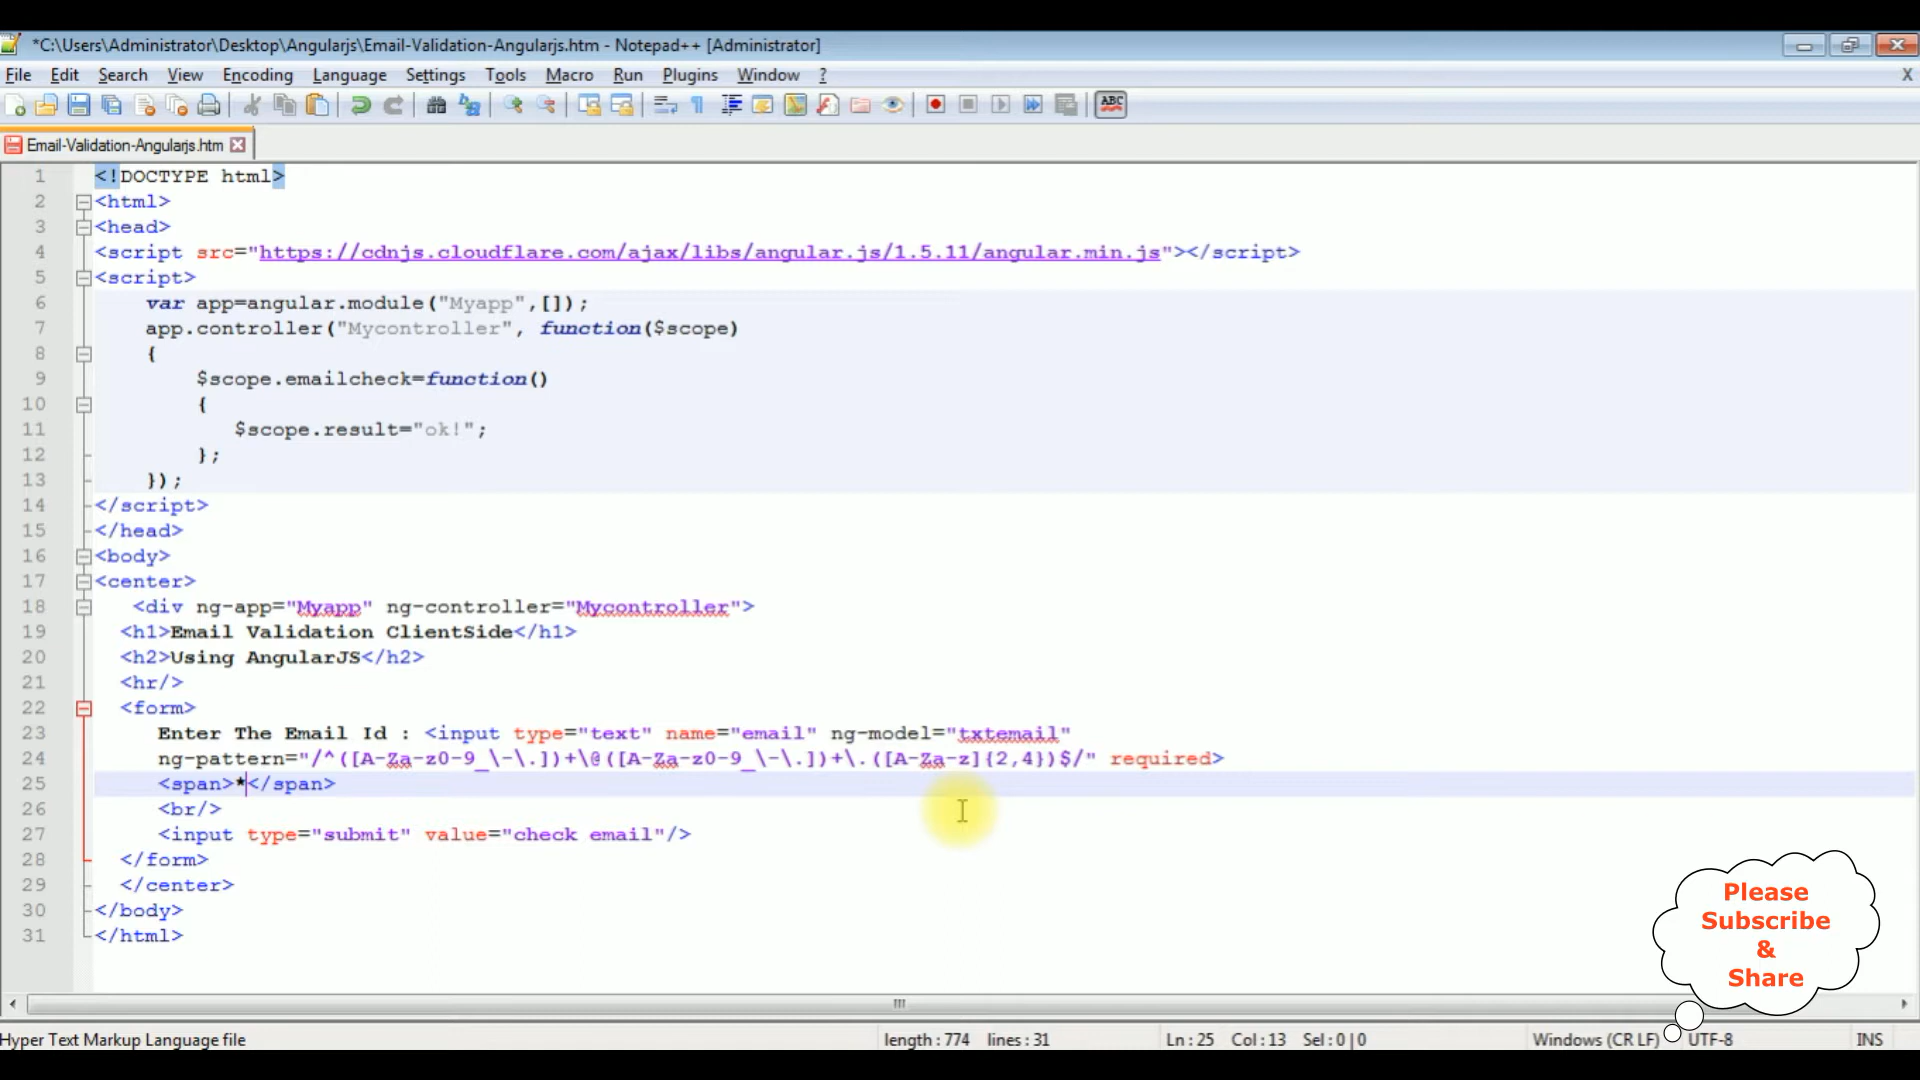 *C:\Users\Administrator\Desktop\Angularjs\Email-Validation-Angularjs.htm - Notepad++ [Administrator]
File Edit Search View Encoding Language Settings Tools Macro Run Plugins Window ? X
ABC
Email-Validation-Angularjs.htm
1 <!DOCTYPE html>
2 <html>
3 <head>
4 <script src="https://cdnjs.cloudflare.com/ajax/libs/angular.js/1.5.11/angular.min.js"></script>
5 <script>
6 var app=angular.module("Myapp",[]);
7 app.controller("Mycontroller", function($scope)
8 {
9 $scope.emailcheck=function()
10 {
11 $scope.result="ok!";
12 };
13 });
14 </script>
15 </head>
16 <body>
17 <center>
18 <div ng-app="Myapp" ng-controller="Mycontroller">
19 <h1>Email Validation ClientSide</h1>
20 <h2>Using AngularJS</h2>
21 <hr/>
22 <form>
23 Enter The Email Id : <input type="text" name="email" ng-model="txtemail"
24 ng-pattern="/^([A-Za-z0-9_\-\.])+\@([A-Za-z0-9_\-\.])+\.([A-Za-z]{2,4})$/" required>
25 <span>*</span>
26 <br/>
27 <input type="submit" value="check email"/>
28 </form>
29 </center>
30 </body>
31 </html>
Please
Subscribe
&
Share
Hyper Text Markup Language file length : 774 lines : 31 Ln : 25 Col : 13 Sel : 0 | 0 Windows (CR LF) UTF-8 INS